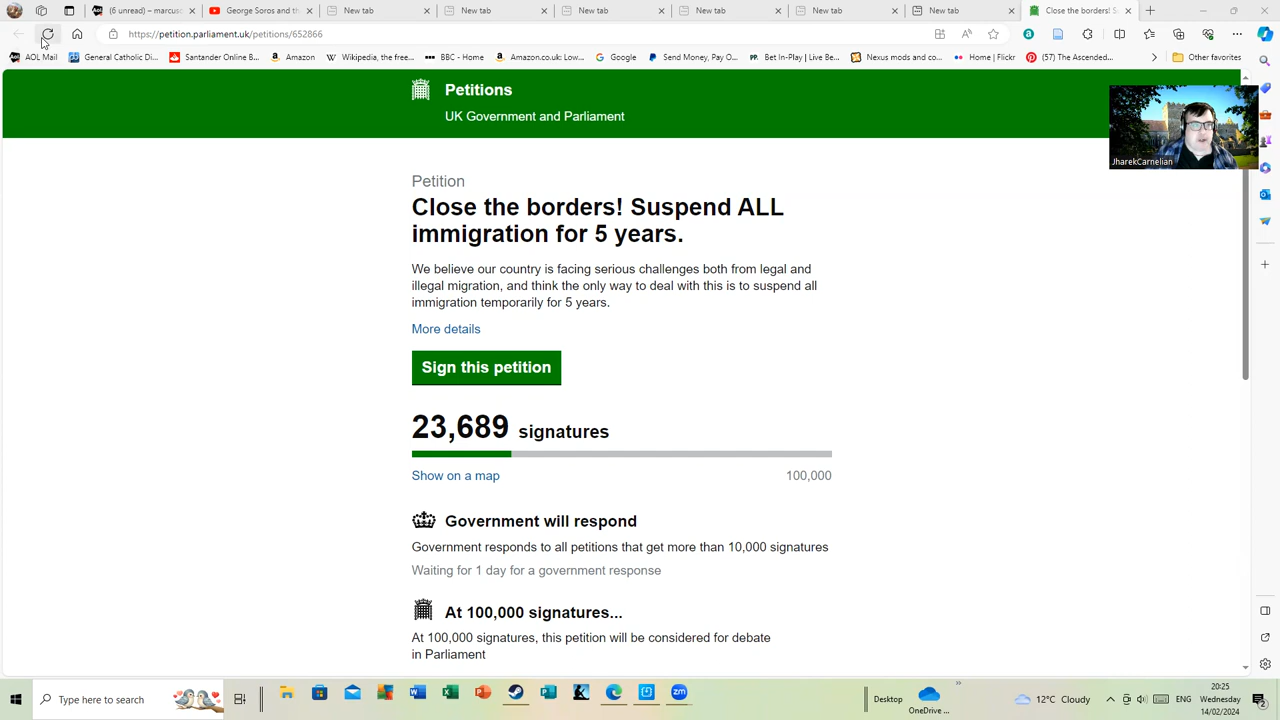 (6 unread) – marcusc
George Soros and th
New tab
New tab
New tab
New tab
New tab
New tab
Close the borders! S
https://petition.parliament.uk/petitions/652866
AOL Mail
General Catholic Di...
Santander Online B...
Amazon
Wikipedia, the free...
BBC - Home
Amazon.co.uk: Low...
Google
Send Money, Pay O...
Bet In-Play | Live Be...
Nexus mods and co...
Home | Flickr
(57) The Ascended...
Other favorites
Petitions
UK Government and Parliament
JharekCarnelian
Petition
Close the borders! Suspend ALL
immigration for 5 years.
We believe our country is facing serious challenges both from legal and
illegal migration, and think the only way to deal with this is to suspend all
immigration temporarily for 5 years.
More details
Sign this petition
23,689 signatures
Show on a map
100,000
Government will respond
Government responds to all petitions that get more than 10,000 signatures
Waiting for 1 day for a government response
At 100,000 signatures...
At 100,000 signatures, this petition will be considered for debate
in Parliament
Type here to search
Desktop
OneDrive ...
12°C Cloudy
ENG
20:25
Wednesday
14/02/2024